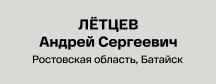 ЛЁТЦЕВ
Андрей Сергеевич
Ростовская область, Батайск